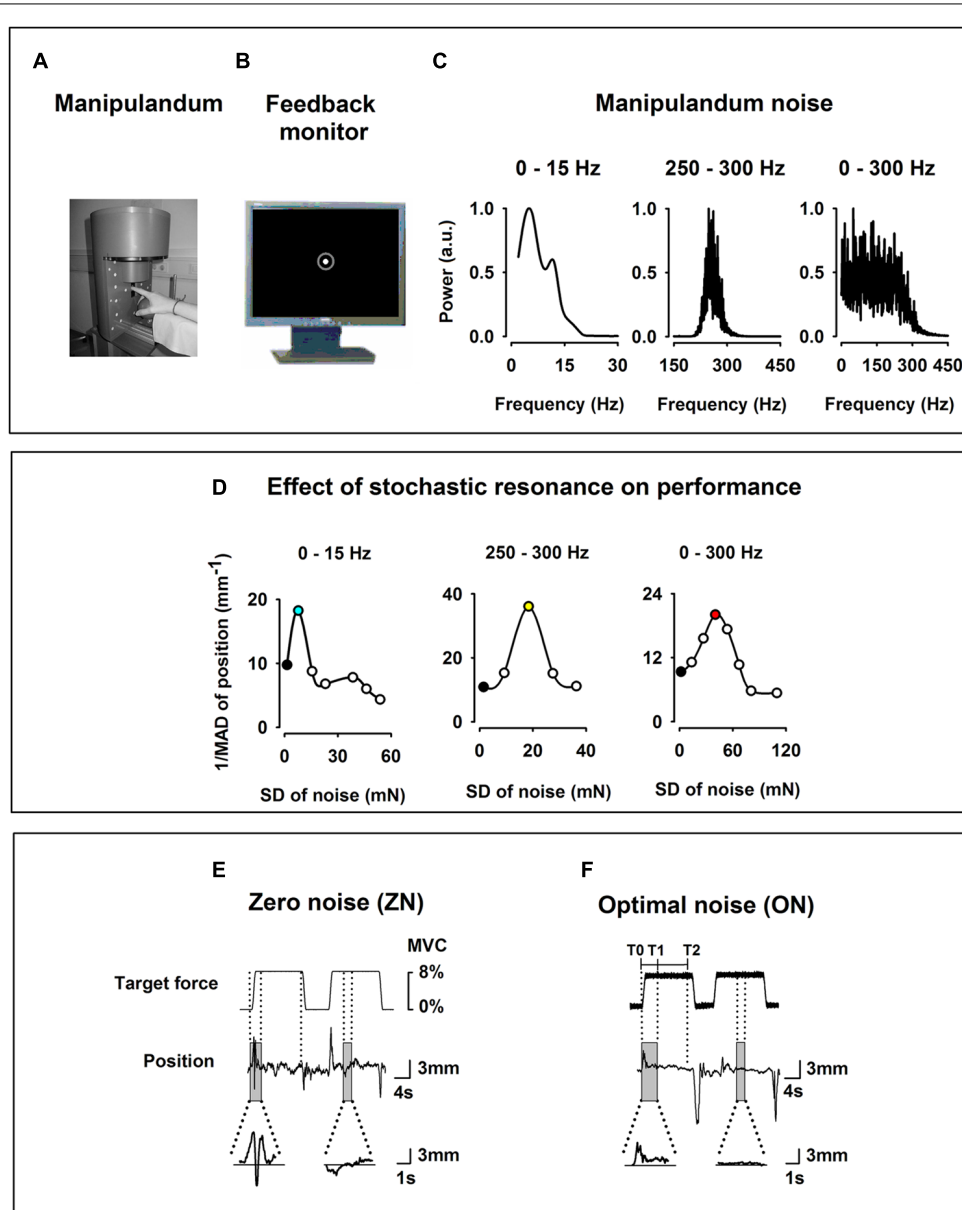 A
B
C
Manipulandum
Feedback
monitor
Manipulandum noise
0 - 15 Hz
250 - 300 Hz
0 - 300 Hz
Power (a.u.)
1.0
0.5
0.0
0 15 30
Frequency (Hz)
1.0
0.5
0.0
150 300 450
Frequency (Hz)
1.0
0.5
0.0
0 150 300 450
Frequency (Hz)
D
Effect of stochastic resonance on performance
0 - 15 Hz
250 - 300 Hz
0 - 300 Hz
1/MAD of position (mm-1)
20
10
0
0 30 60
SD of noise (mN)
40
20
0
0 20 40
SD of noise (mN)
24
12
0
0 60 120
SD of noise (mN)
E
Zero noise (ZN)
MVC
8%
0%
Target force
Position
3mm
4s
3mm
1s
F
Optimal noise (ON)
T0 T1 T2
3mm
4s
3mm
1s